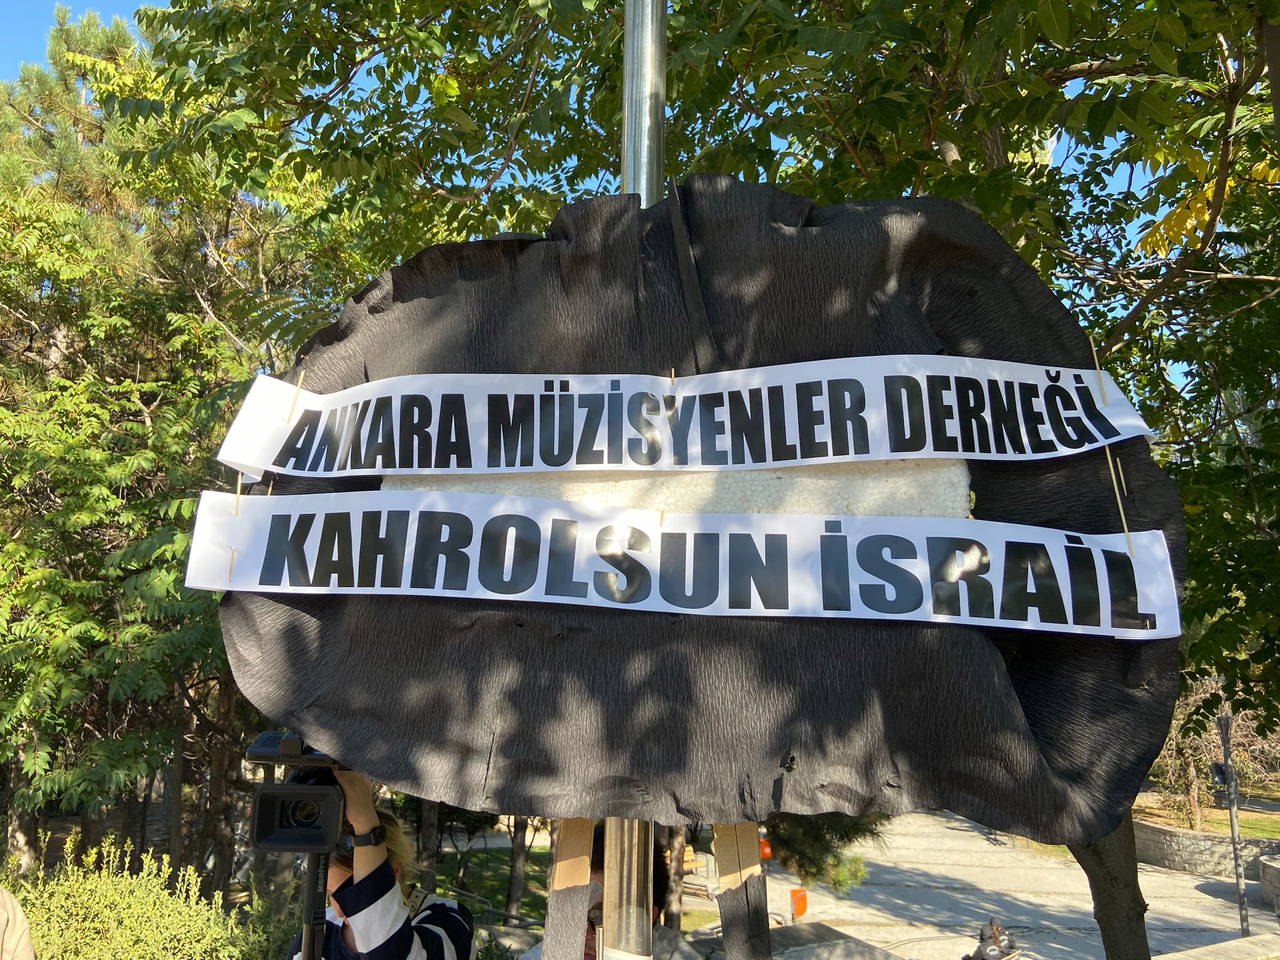 ANKARA MÜZİSYENLER DERNEĞİ
KAHROLSUN İSRAİL